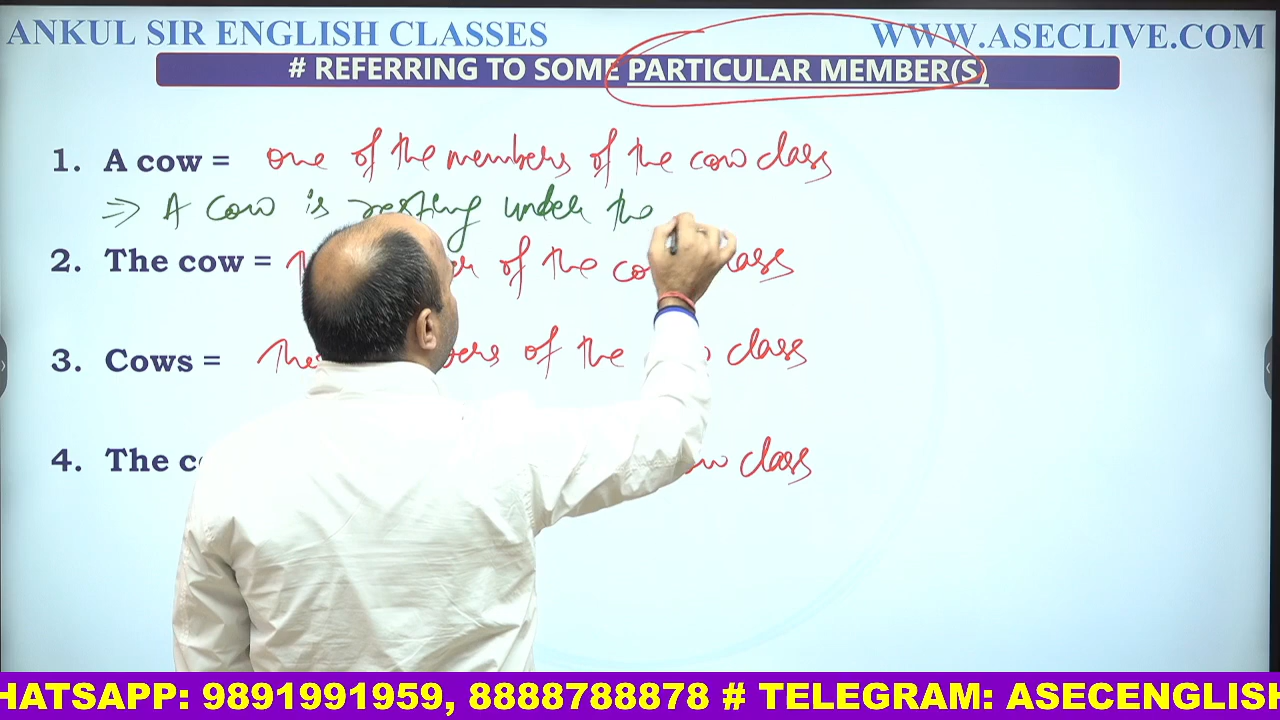 ANKUL SIR ENGLISH CLASSES WWW.ASECLIVE.COM
# REFERRING TO SOME PARTICULAR MEMBER(S)
1. A cow = One of the members of the cow class
⇒ A cow is resting under the
2. The cow = of the class
3. Cows = of the class
4. The class
HATSAPP: 9891991959, 8888788878 # TELEGRAM: ASECENGLISH